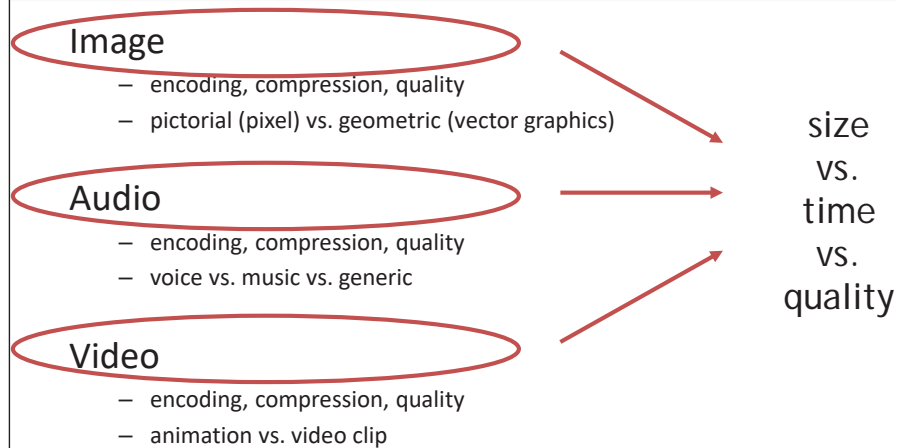 Image
– encoding, compression, quality
– pictorial (pixel) vs. geometric (vector graphics)
Audio
– encoding, compression, quality
– voice vs. music vs. generic
Video
– encoding, compression, quality
– animation vs. video clip
size
vs.
time
vs.
quality